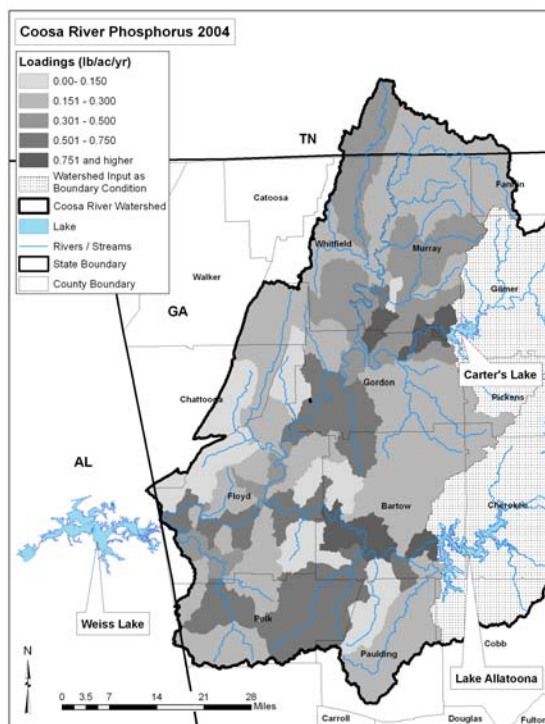 Coosa River Phosphorus 2004
Loadings (lb/ac/yr)
0.00- 0.150
0.151 - 0.300
0.301 - 0.500
0.501 - 0.750
0.751 and higher
Watershed Input as
Boundary Condition
Coosa River Watershed
Lake
Rivers / Streams
State Boundary
County Boundary
TN
Catoosa
Fannin
Whitfield
Murray
Walker
Gilmer
GA
Carter's Lake
Gordon
Chattooga
Pickens
AL
Floyd
Bartow
Cherokee
Weiss Lake
Polk
Paulding
Cobb
Lake Allatoona
N
0 3.5 7 14 21 28
Miles
Carroll
Douglas
Fulton